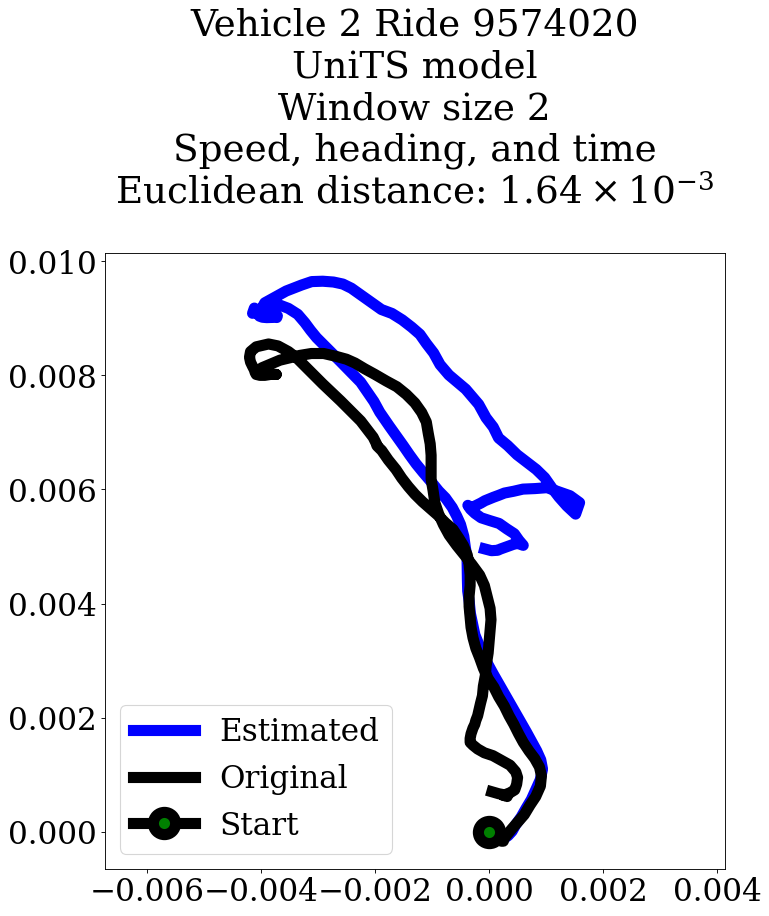 Vehicle 2 Ride 9574020
UniTS model
Window size 2
Speed, heading, and time
Euclidean distance: 1.64 × 10⁻³
0.010
0.008
0.006
0.004
0.002
0.000
Estimated
Original
Start
−0.006 −0.004 −0.002 0.000 0.002 0.004